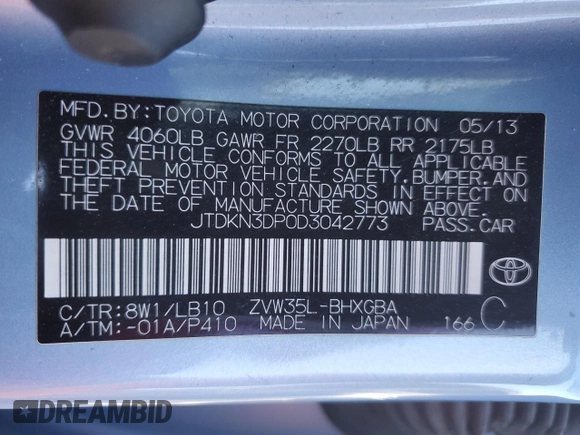 MFD. BY: TOYOTA MOTOR CORPORATION 05/13
GVWR 4060LB GAWR FR 2270LB RR 2175LB
THIS VEHICLE CONFORMS TO ALL APPLICABLE
FEDERAL MOTOR VEHICLE SAFETY, BUMPER, AND
THEFT PREVENTION STANDARDS IN EFFECT ON
THE DATE OF MANUFACTURE SHOWN ABOVE.
JTDKN3DP0D3042773 PASS. CAR
C/TR: 8W1/LB10 ZVW35L-BHXGBA
A/TM: -01A/P410 MADE IN JAPAN 166 C
DREAMBID